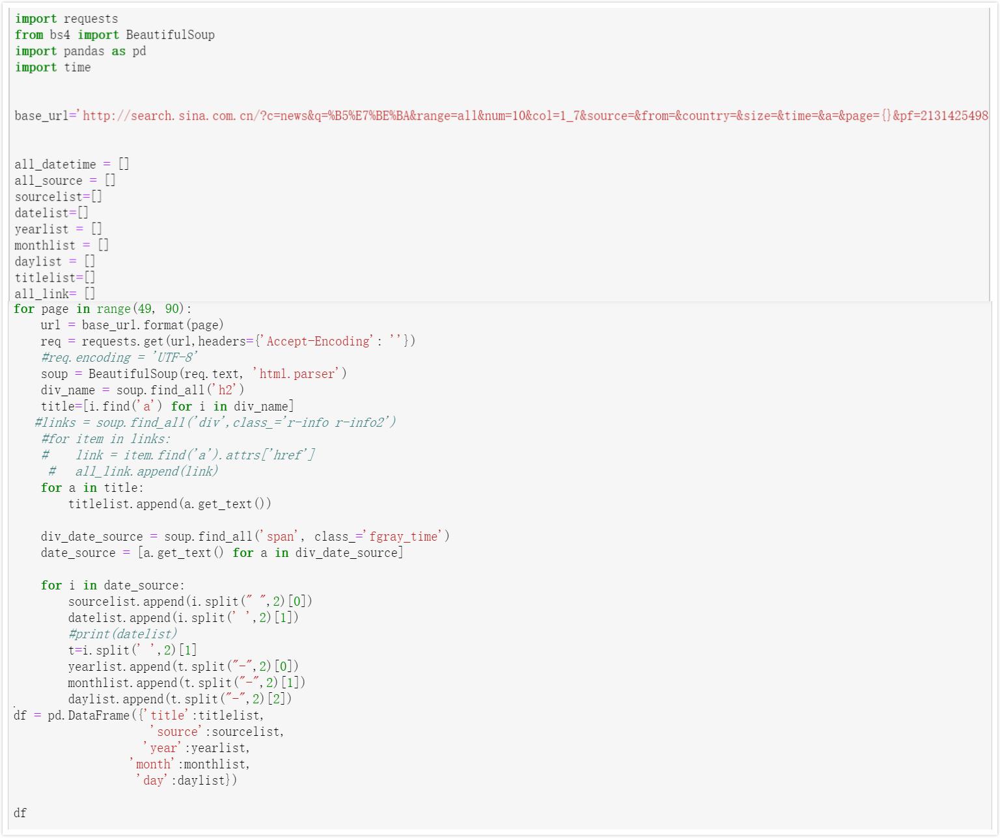 import requests
from bs4 import BeautifulSoup
import pandas as pd
import time
base_url='http://search.sina.com.cn/?c=news&q=%B5%E7%BE%BA&range=all&num=10&col=1_7&source=&from=&country=&size=&time=&a=&page={}&pf=2131425498
all_datetime = []
all_source = []
sourcelist=[]
datelist=[]
yearlist = []
monthlist = []
daylist = []
titlelist=[]
all_link= []
for page in range(49, 90):
    url = base_url.format(page)
    req = requests.get(url,headers={'Accept-Encoding': ''})
    #req.encoding = 'UTF-8'
    soup = BeautifulSoup(req.text, 'html.parser')
    div_name = soup.find_all('h2')
    title=[i.find('a') for i in div_name]
   #links = soup.find_all('div',class_='r-info r-info2')
    #for item in links:
    #    link = item.find('a').attrs['href']
     #   all_link.append(link)
    for a in title:
        titlelist.append(a.get_text())
    div_date_source = soup.find_all('span', class_='fgray_time')
    date_source = [a.get_text() for a in div_date_source]
    for i in date_source:
        sourcelist.append(i.split(" ",2)[0])
        datelist.append(i.split(' ',2)[1])
        #print(datelist)
        t=i.split(' ',2)[1]
        yearlist.append(t.split("-",2)[0])
        monthlist.append(t.split("-",2)[1])
        daylist.append(t.split("-",2)[2])
df = pd.DataFrame({'title':titlelist,
                    'source':sourcelist,
                   'year':yearlist,
                 'month':monthlist,
                  'day':daylist})
df